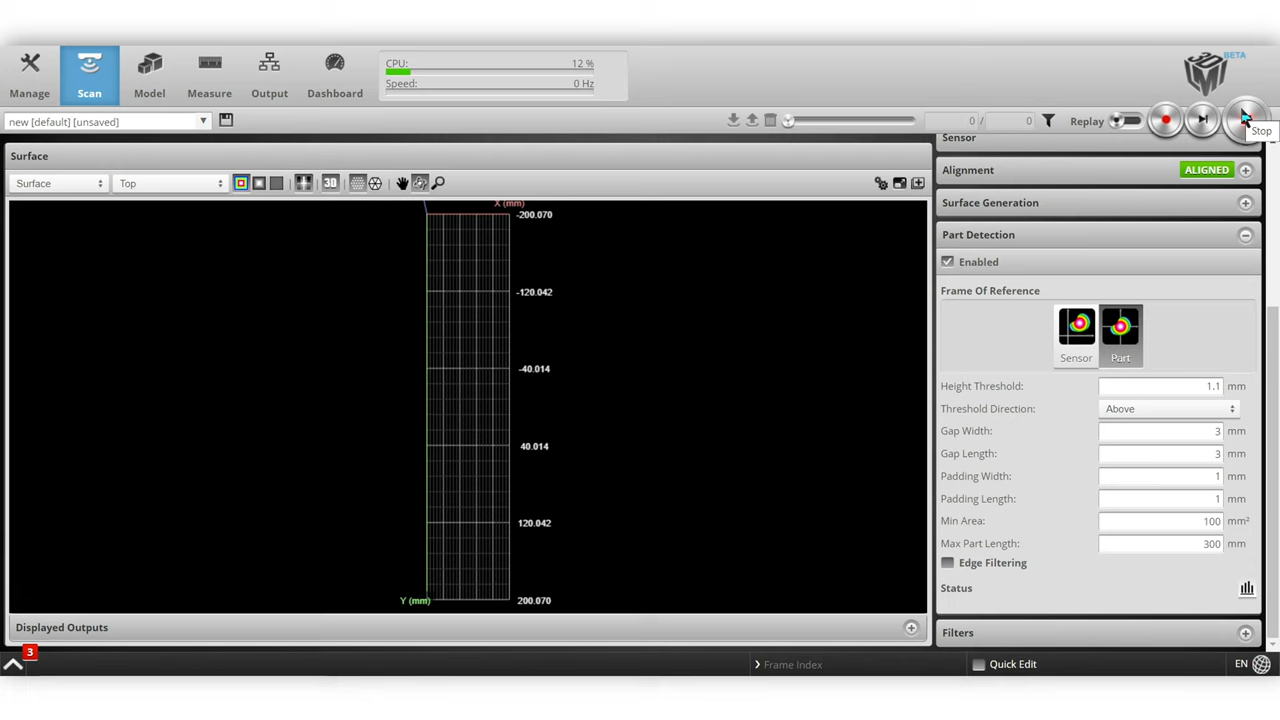 Manage
Scan
Model
Measure
Output
Dashboard
CPU: 12 %
Speed: 0 Hz
BETA
new [default] [unsaved]
0 / 0
Replay
Stop
Surface
Surface
Top
3D
X (mm)
-200.070
-120.042
-40.014
40.014
120.042
Y (mm)
200.070
Displayed Outputs
Sensor
Alignment
ALIGNED
Surface Generation
Part Detection
Enabled
Frame Of Reference
Sensor
Part
Height Threshold: 1.1 mm
Threshold Direction: Above
Gap Width: 3 mm
Gap Length: 3 mm
Padding Width: 1 mm
Padding Length: 1 mm
Min Area: 100 mm²
Max Part Length: 300 mm
Edge Filtering
Status
Filters
3
Frame Index
Quick Edit
EN